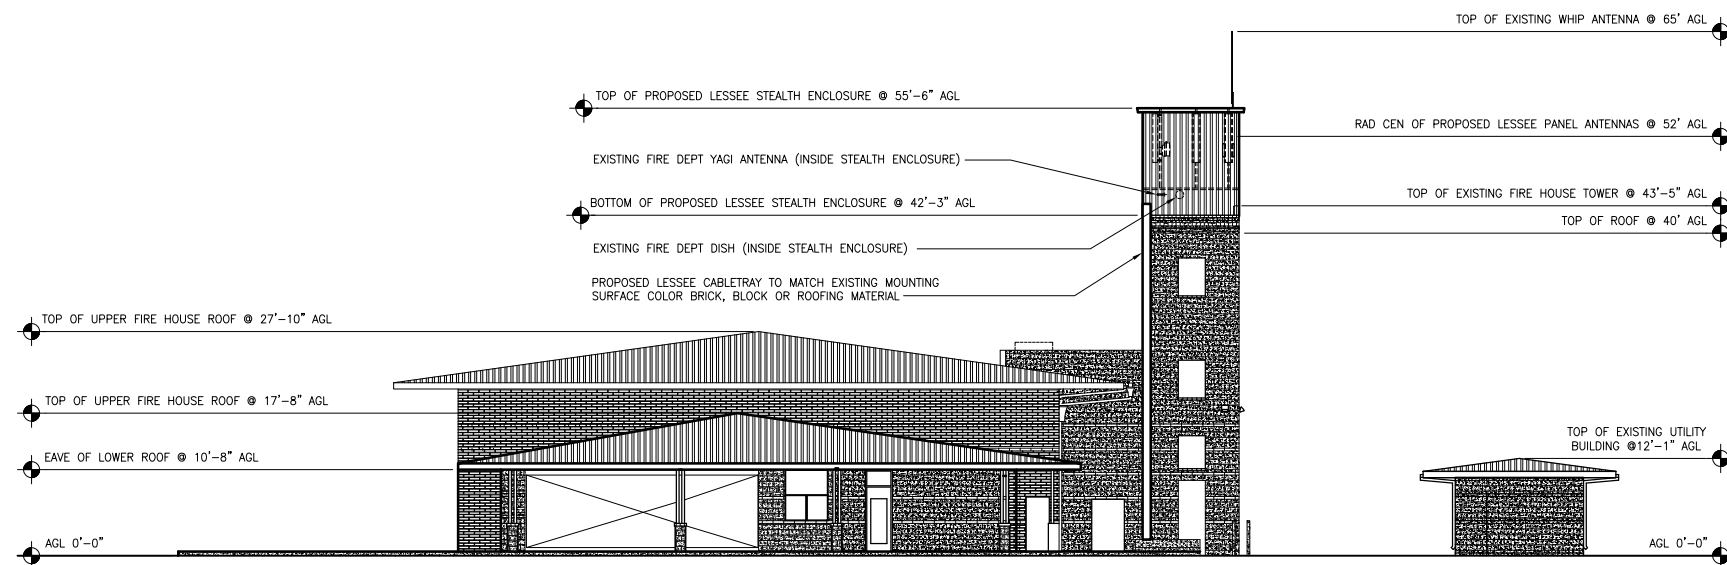 TOP OF EXISTING WHIP ANTENNA @ 65' AGL
TOP OF PROPOSED LESSEE STEALTH ENCLOSURE @ 55'-6" AGL
RAD CEN OF PROPOSED LESSEE PANEL ANTENNAS @ 52' AGL
EXISTING FIRE DEPT YAGI ANTENNA (INSIDE STEALTH ENCLOSURE)
TOP OF EXISTING FIRE HOUSE TOWER @ 43'-5" AGL
BOTTOM OF PROPOSED LESSEE STEALTH ENCLOSURE @ 42'-3" AGL
TOP OF ROOF @ 40' AGL
EXISTING FIRE DEPT DISH (INSIDE STEALTH ENCLOSURE)
PROPOSED LESSEE CABLETRAY TO MATCH EXISTING MOUNTING
SURFACE COLOR BRICK, BLOCK OR ROOFING MATERIAL
TOP OF UPPER FIRE HOUSE ROOF @ 27'-10" AGL
TOP OF UPPER FIRE HOUSE ROOF @ 17'-8" AGL
TOP OF EXISTING UTILITY
BUILDING @12'-1" AGL
EAVE OF LOWER ROOF @ 10'-8" AGL
AGL 0'-0"
AGL 0'-0"